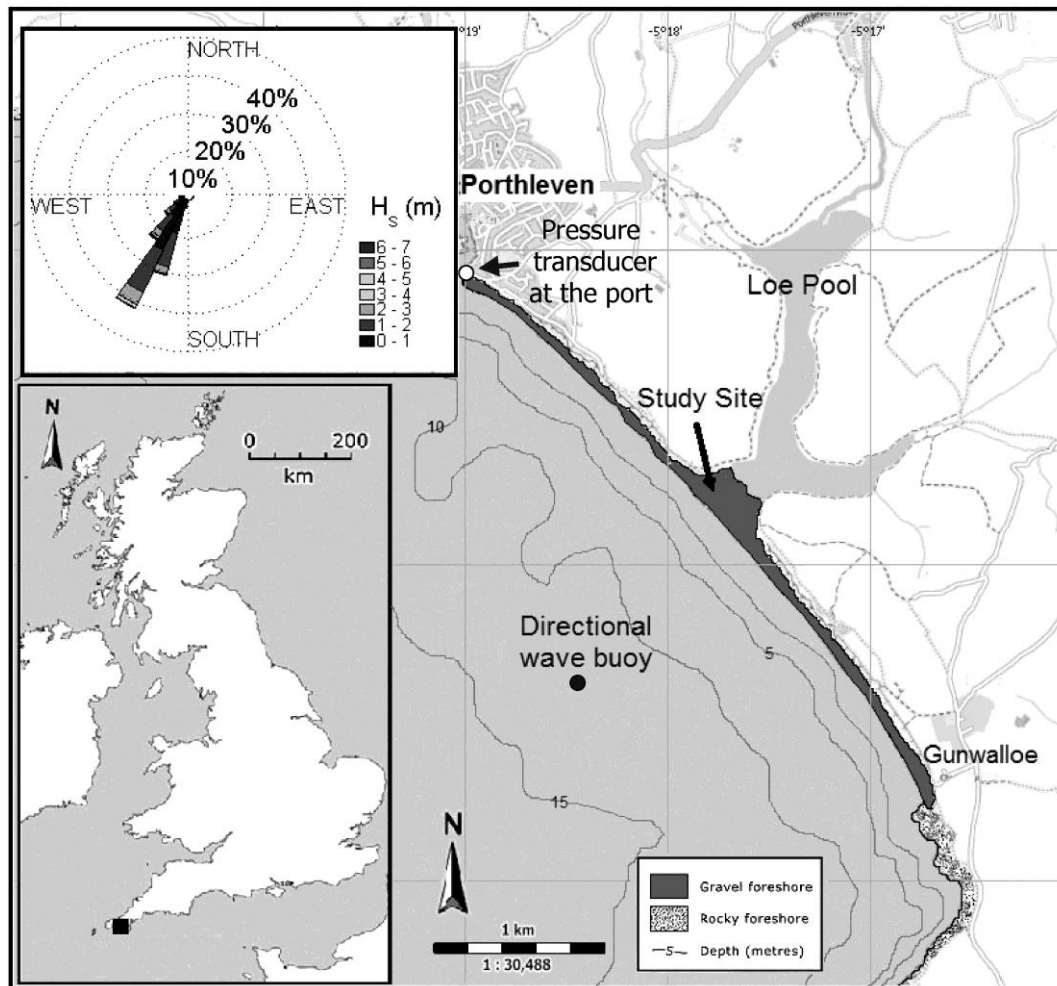 -5°18'
-5°17'
NORTH
40%
30%
20%
10%
WEST
EAST
SOUTH
H_s (m)
6 - 7
5 - 6
4 - 5
3 - 4
2 - 3
1 - 2
0 - 1
Porthleven
Pressure
transducer
at the port
Loe Pool
Study Site
10
N
0 200
km
Directional
wave buoy
5
15
Gunwalloe
N
1 km
1 : 30,488
Gravel foreshore
Rocky foreshore
—5— Depth (metres)